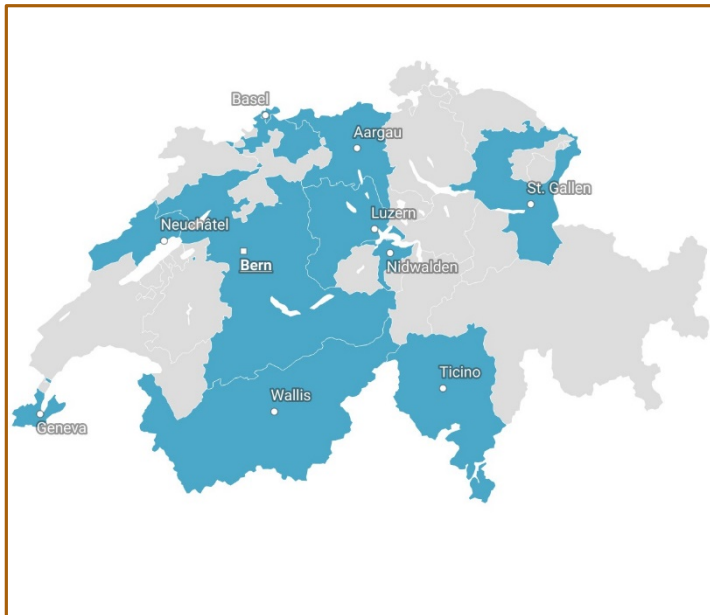 Basel
Aargau
St. Gallen
Luzern
Neuchâtel
Nidwalden
Bern
Ticino
Wallis
Geneva